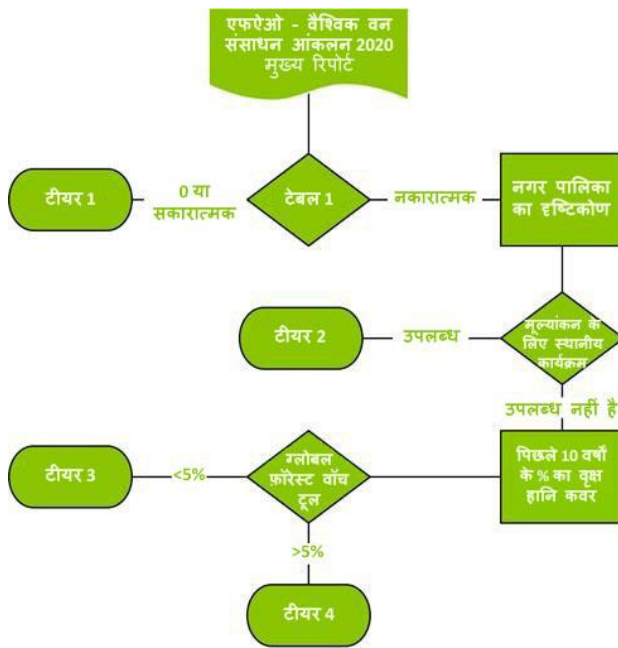 एफऐओ - वैश्विक वन
संसाधन आंकलन 2020
मुख्य रिपोर्ट
टीयर 1
0 या
सकारात्मक
टेबल 1
नकारात्मक
नगर पालिका
का दृष्टिकोण
टीयर 2
उपलब्ध
मूल्यांकन के
लिए स्थानीय
कार्यक्रम
उपलब्ध नहीं है
टीयर 3
<5%
ग्लोबल
फ़ॉरेस्ट वॉच
टूल
पिछले 10 वर्षों
के % का वृक्ष
हानि कवर
>5%
टीयर 4